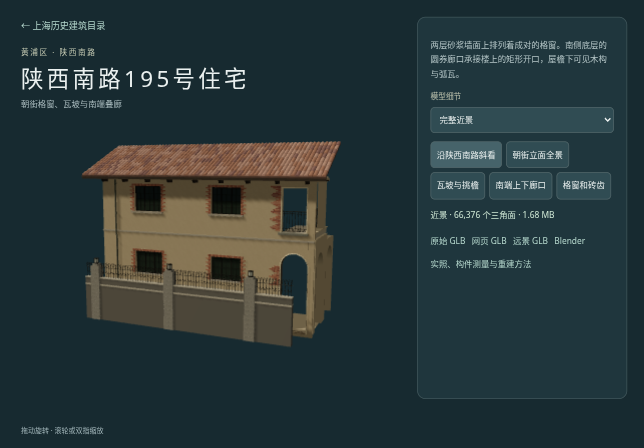 ← 上海历史建筑目录
黄浦区 · 陕西南路
陕西南路195号住宅
朝街格窗、瓦坡与南端叠廊
两层砂浆墙面上排列着成对的格窗。南侧底层的
圆券廊口承接楼上的矩形开口，屋檐下可见木构
与弧瓦。
模型细节
完整近景
沿陕西南路斜看
朝街立面全景
瓦坡与挑檐
南端上下廊口
格窗和砖齿
近景 · 66,376 个三角面 · 1.68 MB
原始 GLB 网页 GLB 远景 GLB Blender
实照、构件测量与重建方法
拖动旋转 · 滚轮或双指缩放